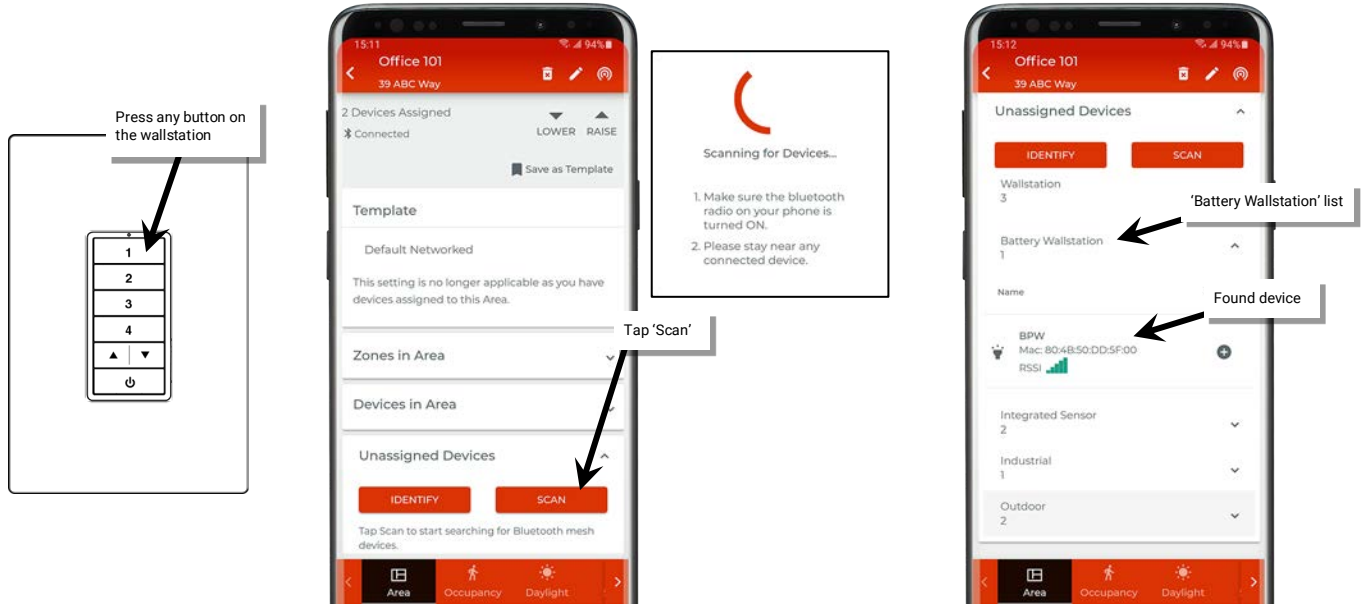 Press any button on
the wallstation
1
2
3
4
15:11
94%
Office 101
39 ABC Way
2 Devices Assigned
Connected
LOWER RAISE
Save as Template
Template
Default Networked
This setting is no longer applicable as you have
devices assigned to this Area.
Zones in Area
Devices in Area
Unassigned Devices
IDENTIFY SCAN
Tap Scan to start searching for Bluetooth mesh
devices.
Area Occupancy Daylight
Tap ‘Scan’
Scanning for Devices...
1. Make sure the bluetooth
radio on your phone is
turned ON.
2. Please stay near any
connected device.
15:12
94%
Office 101
39 ABC Way
Unassigned Devices
IDENTIFY SCAN
Wallstation
3
‘Battery Wallstation’ list
Battery Wallstation
1
Name
Found device
BPW
Mac: 80:4B:50:DD:5F:00
RSSI
Integrated Sensor
2
Industrial
1
Outdoor
2
Area Occupancy Daylight